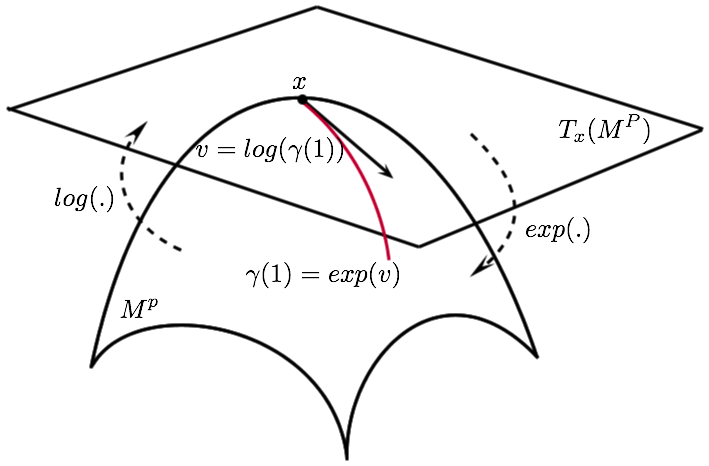 x
T_x(M^P)
v = log(γ(1))
log(.)
exp(.)
γ(1) = exp(v)
M^p